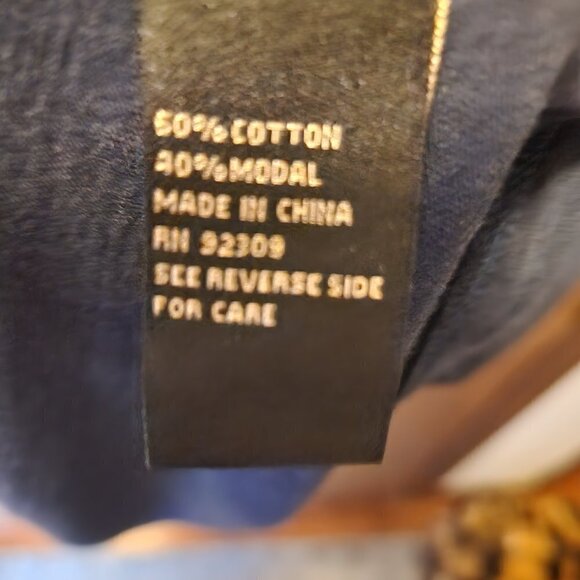 60% COTTON
40% MODAL
MADE IN CHINA
RN 92309
SEE REVERSE SIDE
FOR CARE